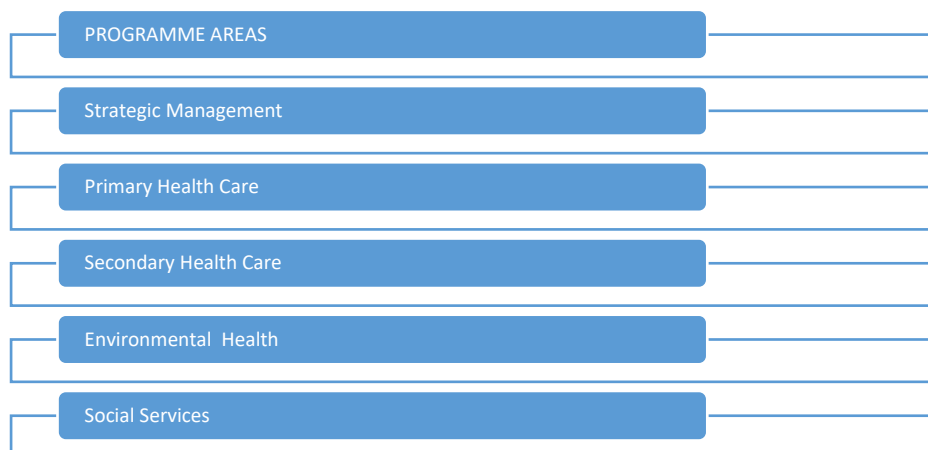 PROGRAMME AREAS
Strategic Management
Primary Health Care
Secondary Health Care
Environmental  Health
Social Services